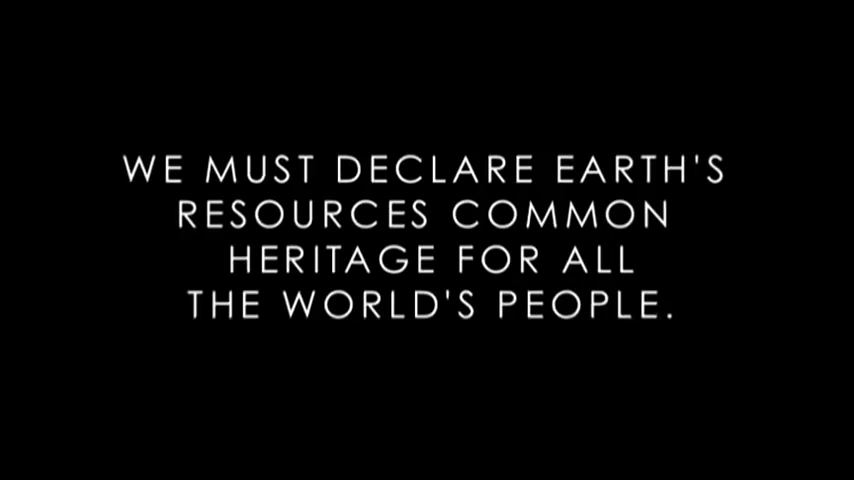 WE MUST DECLARE EARTH'S
RESOURCES COMMON
HERITAGE FOR ALL
THE WORLD'S PEOPLE.